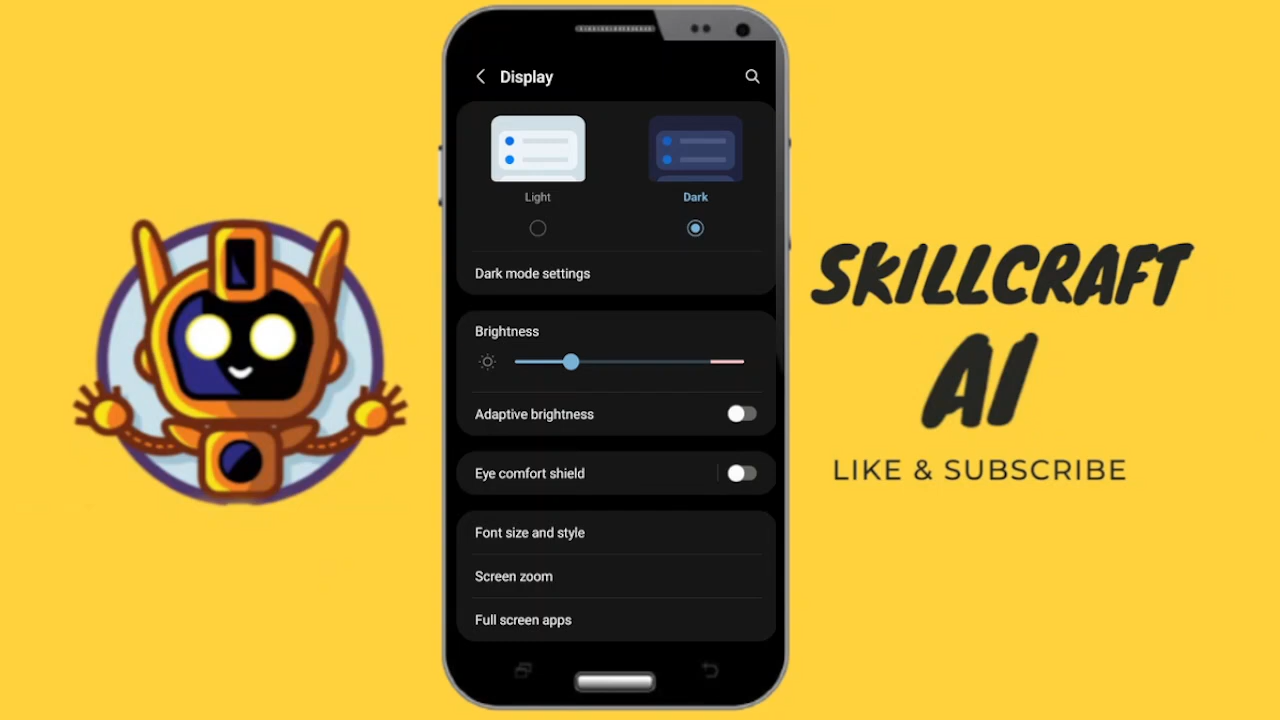 Display
Light
Dark
Dark mode settings
Brightness
Adaptive brightness
Eye comfort shield
Font size and style
Screen zoom
Full screen apps
SKILLCRAFT
AI
LIKE & SUBSCRIBE